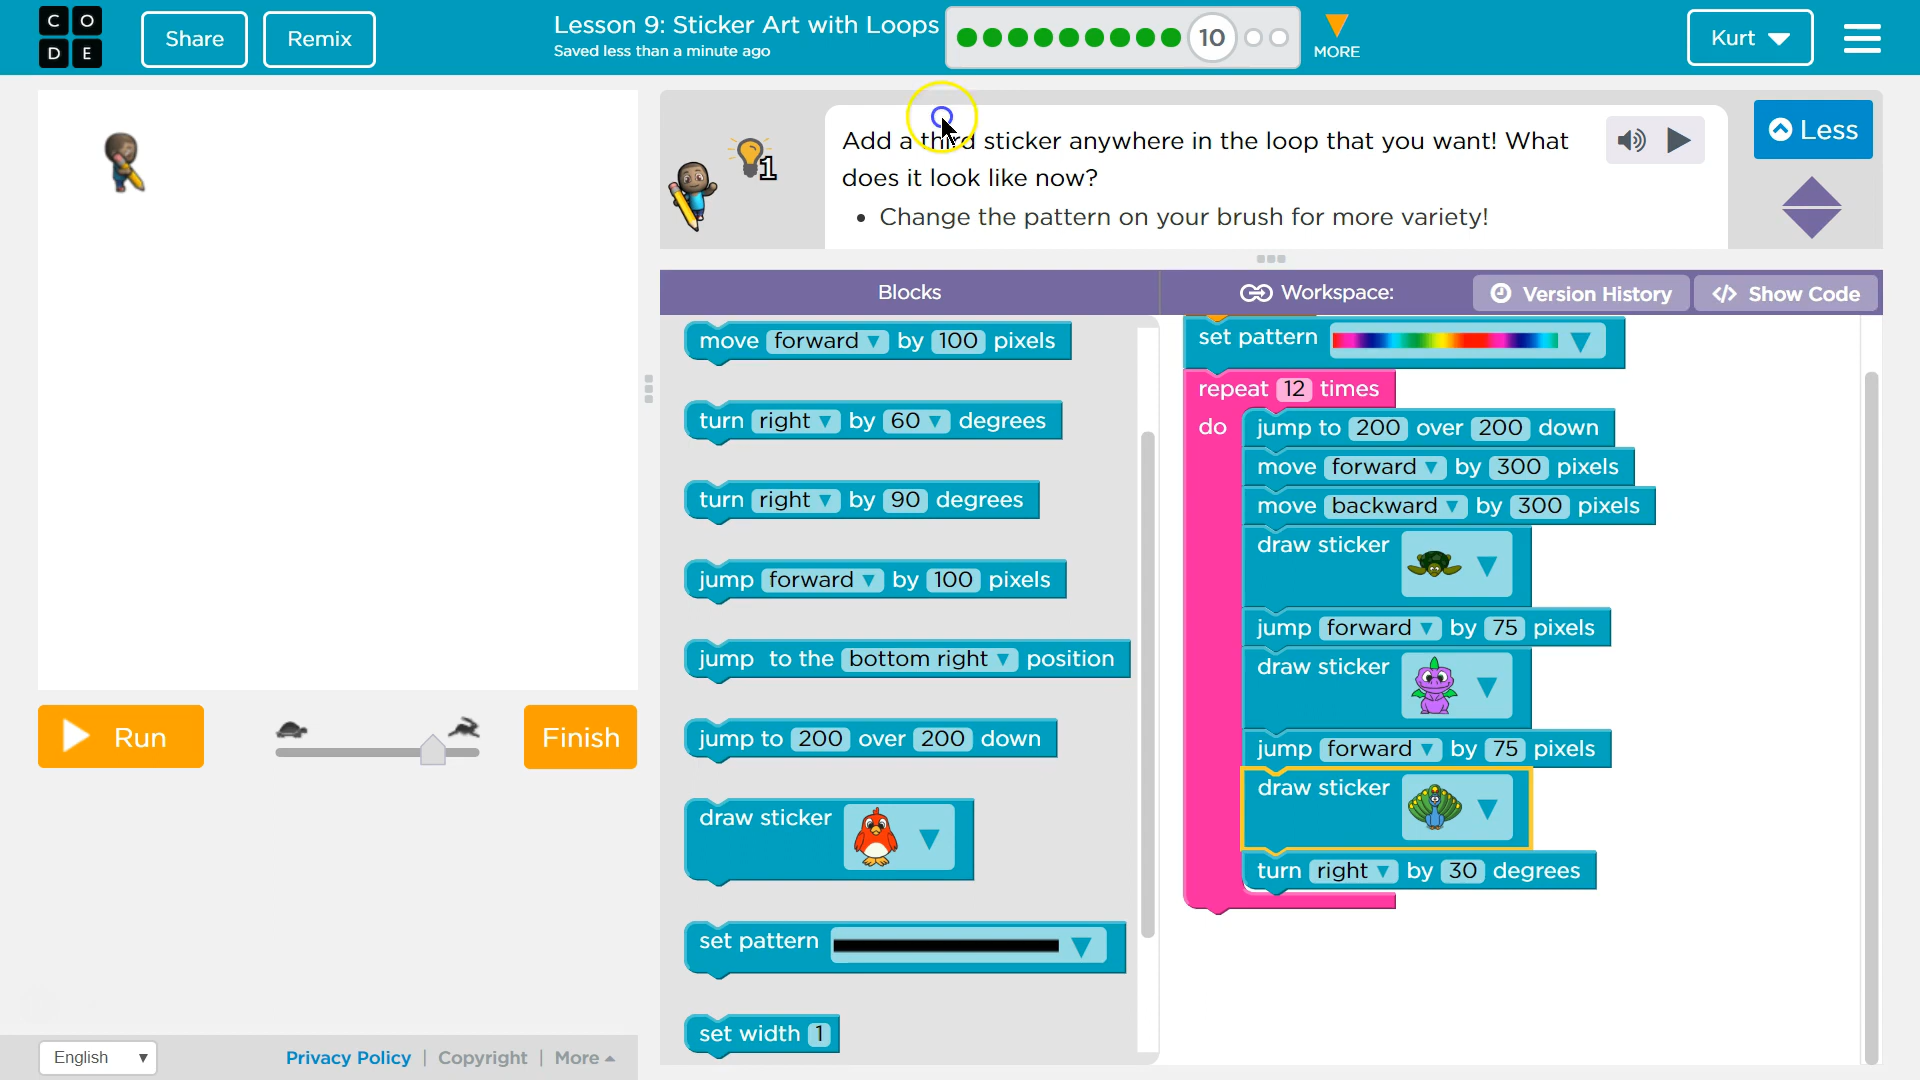 C O
D E
Share
Remix
Lesson 9: Sticker Art with Loops
Saved less than a minute ago
10
MORE
Kurt
1
Add a third sticker anywhere in the loop that you want! What
does it look like now?
• Change the pattern on your brush for more variety!
Less
Blocks
Workspace:
Version History
</> Show Code
move forward by 100 pixels
turn right by 60 degrees
turn right by 90 degrees
jump forward by 100 pixels
jump to the bottom right position
jump to 200 over 200 down
draw sticker
set pattern
set width 1
set pattern
repeat 12 times
do
jump to 200 over 200 down
move forward by 300 pixels
move backward by 300 pixels
draw sticker
jump forward by 75 pixels
draw sticker
jump forward by 75 pixels
draw sticker
turn right by 30 degrees
Run
Finish
English
Privacy Policy | Copyright | More